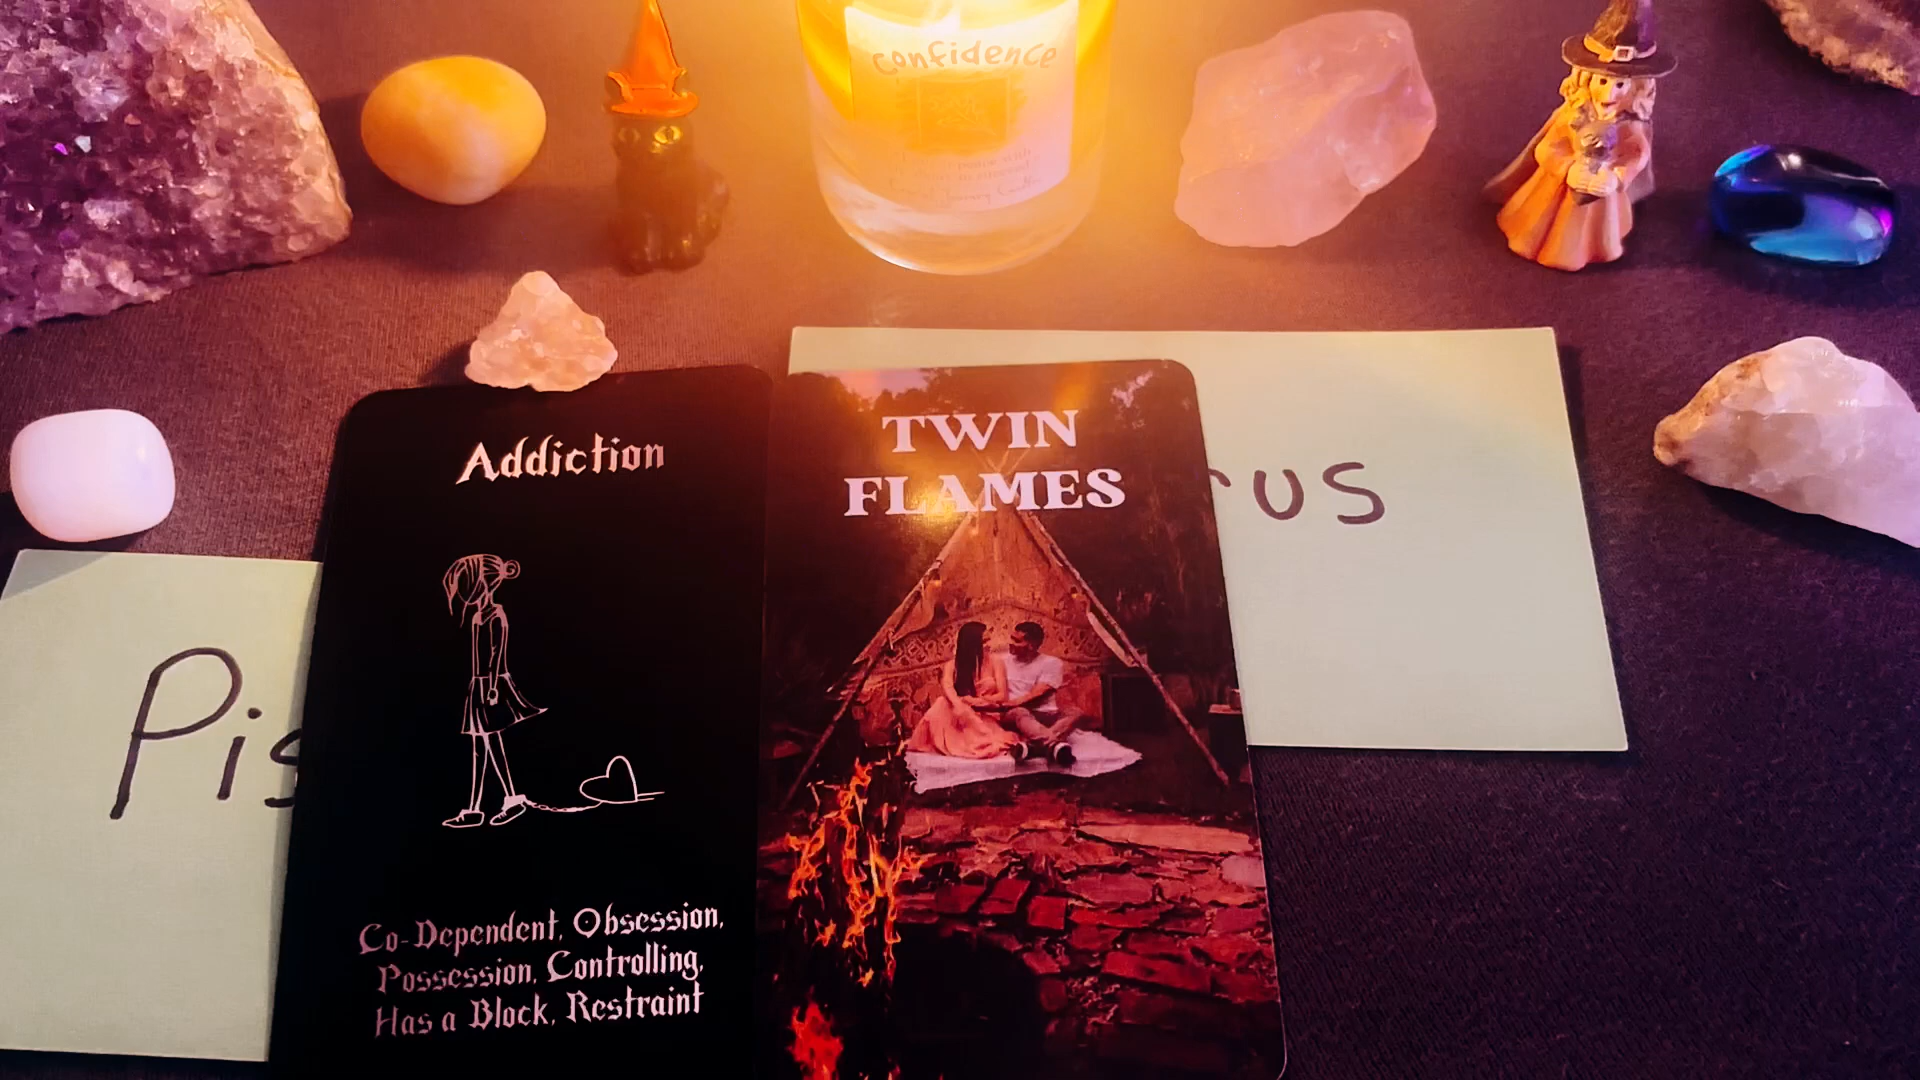 confidence
TWIN
FLAMES
Addiction
us
Pis
Co-Dependent, Obsession,
Possession, Controlling,
Has a Block, Restraint